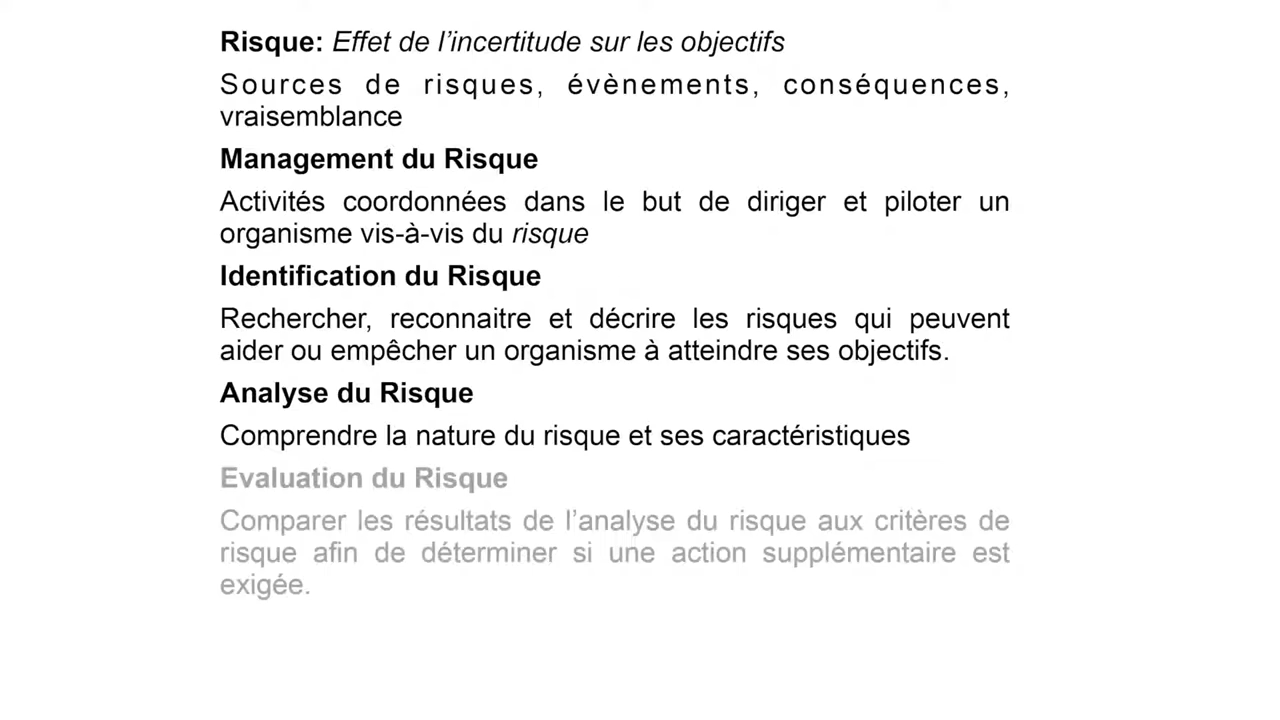 Risque: Effet de l’incertitude sur les objectifs
Sources de risques, évènements, conséquences,
vraisemblance
Management du Risque
Activités coordonnées dans le but de diriger et piloter un
organisme vis-à-vis du risque
Identification du Risque
Rechercher, reconnaitre et décrire les risques qui peuvent
aider ou empêcher un organisme à atteindre ses objectifs.
Analyse du Risque
Comprendre la nature du risque et ses caractéristiques
Evaluation du Risque
Comparer les résultats de l’analyse du risque aux critères de
risque afin de déterminer si une action supplémentaire est
exigée.